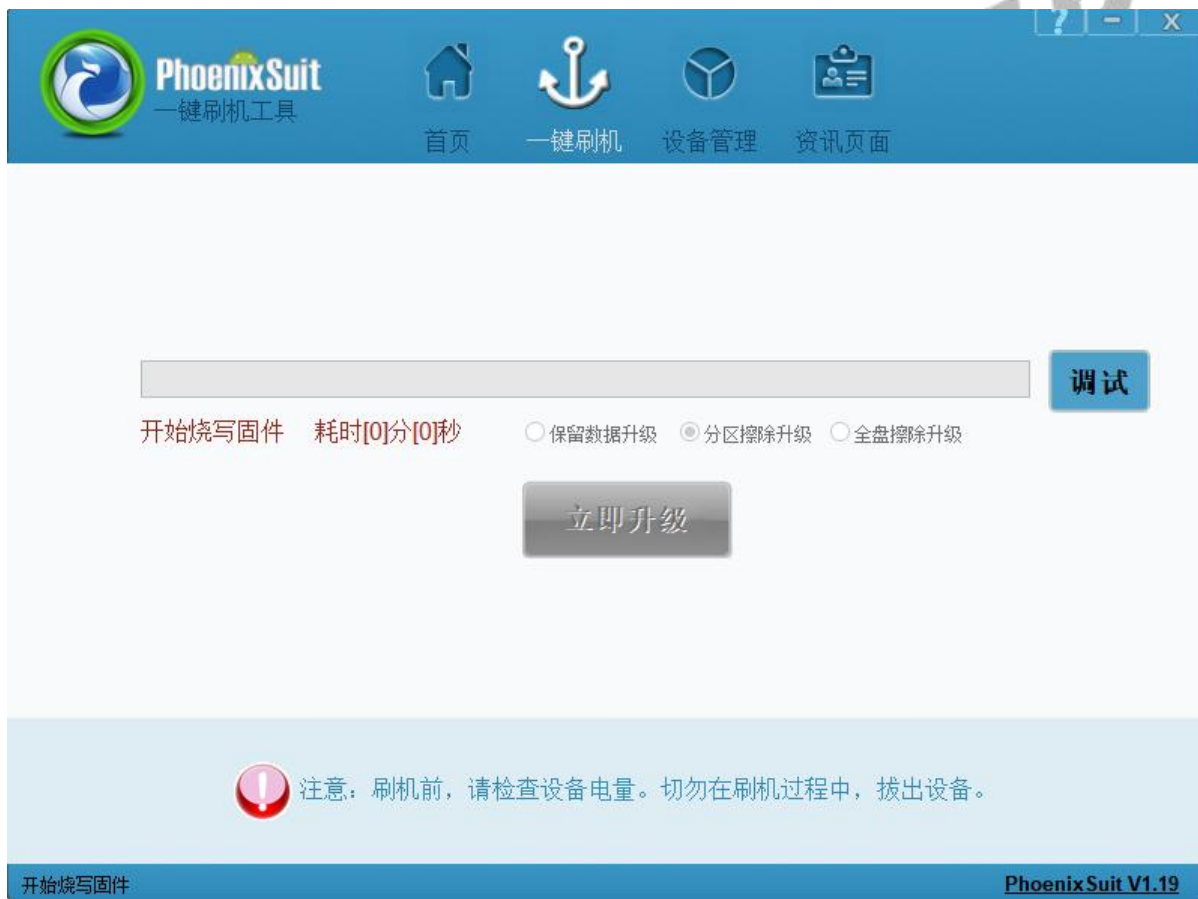 ? - X
PhoenixSuit
一键刷机工具
首页 一键刷机 设备管理 资讯页面
调试
开始烧写固件 耗时[0]分[0]秒 保留数据升级 分区擦除升级 全盘擦除升级
立即升级
注意：刷机前，请检查设备电量。切勿在刷机过程中，拔出设备。
开始烧写固件 PhoenixSuit V1.19